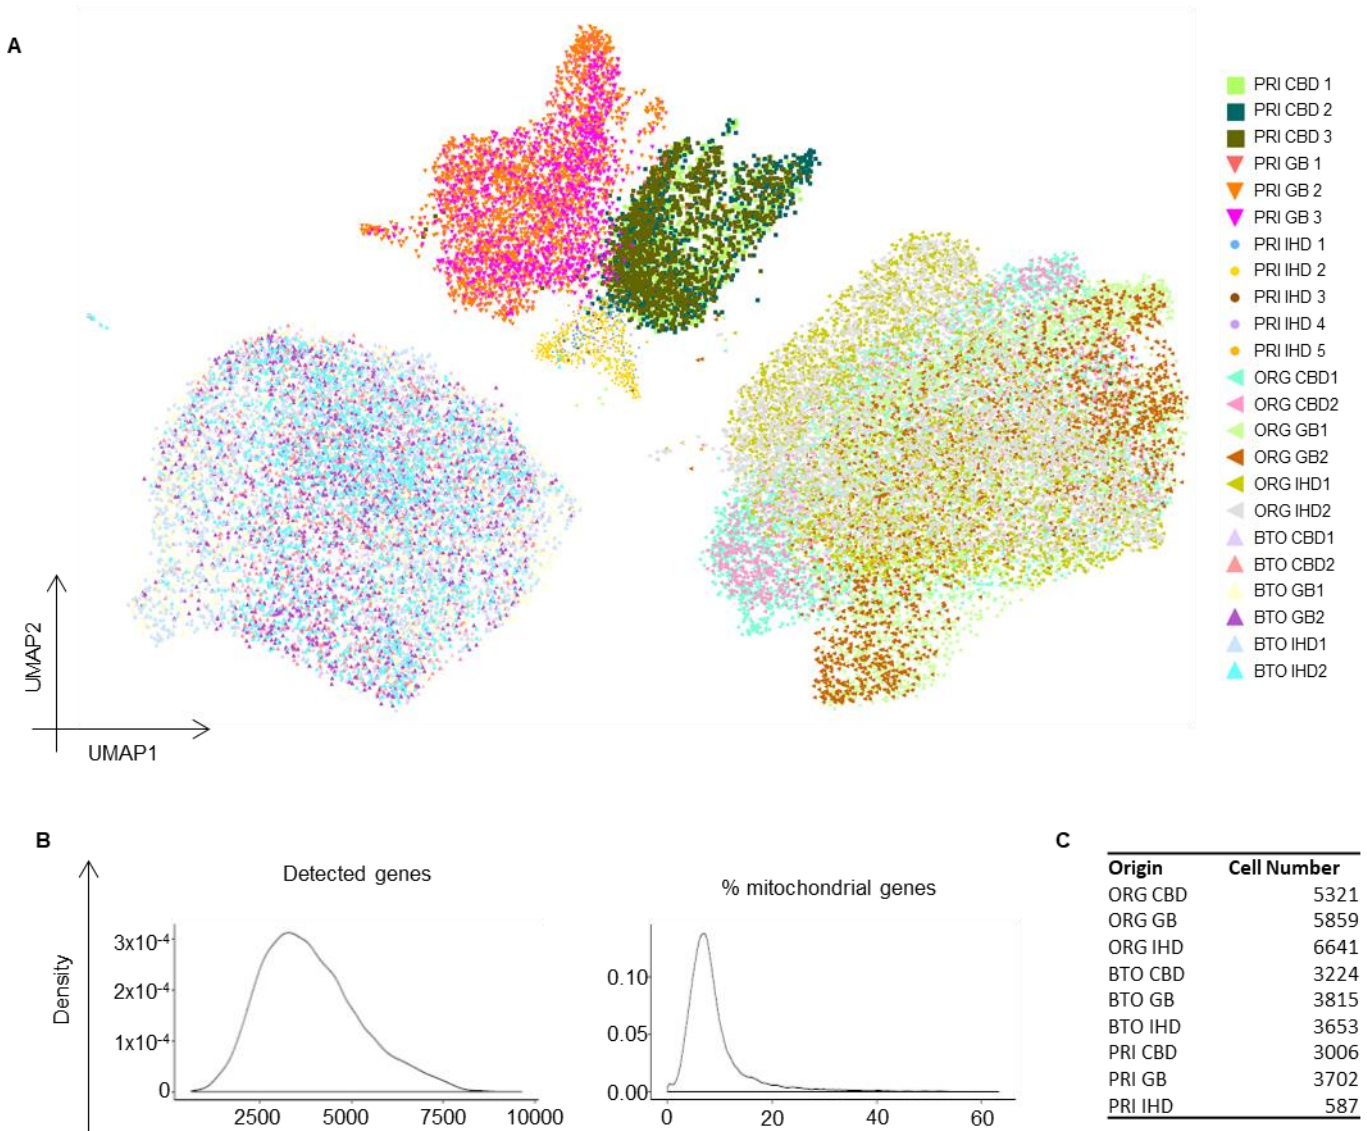 A
PRI CBD 1
PRI CBD 2
PRI CBD 3
PRI GB 1
PRI GB 2
PRI GB 3
PRI IHD 1
PRI IHD 2
PRI IHD 3
PRI IHD 4
PRI IHD 5
ORG CBD1
ORG CBD2
ORG GB1
ORG GB2
ORG IHD1
ORG IHD2
BTO CBD1
BTO CBD2
BTO GB1
BTO GB2
BTO IHD1
BTO IHD2
UMAP2
UMAP1
B
Density
Detected genes
3x10⁻⁴
2x10⁻⁴
1x10⁻⁴
0
2500 5000 7500 10000
% mitochondrial genes
0.10
0.05
0.00
0 20 40 60
C
Origin Cell Number
ORG CBD 5321
ORG GB 5859
ORG IHD 6641
BTO CBD 3224
BTO GB 3815
BTO IHD 3653
PRI CBD 3006
PRI GB 3702
PRI IHD 587